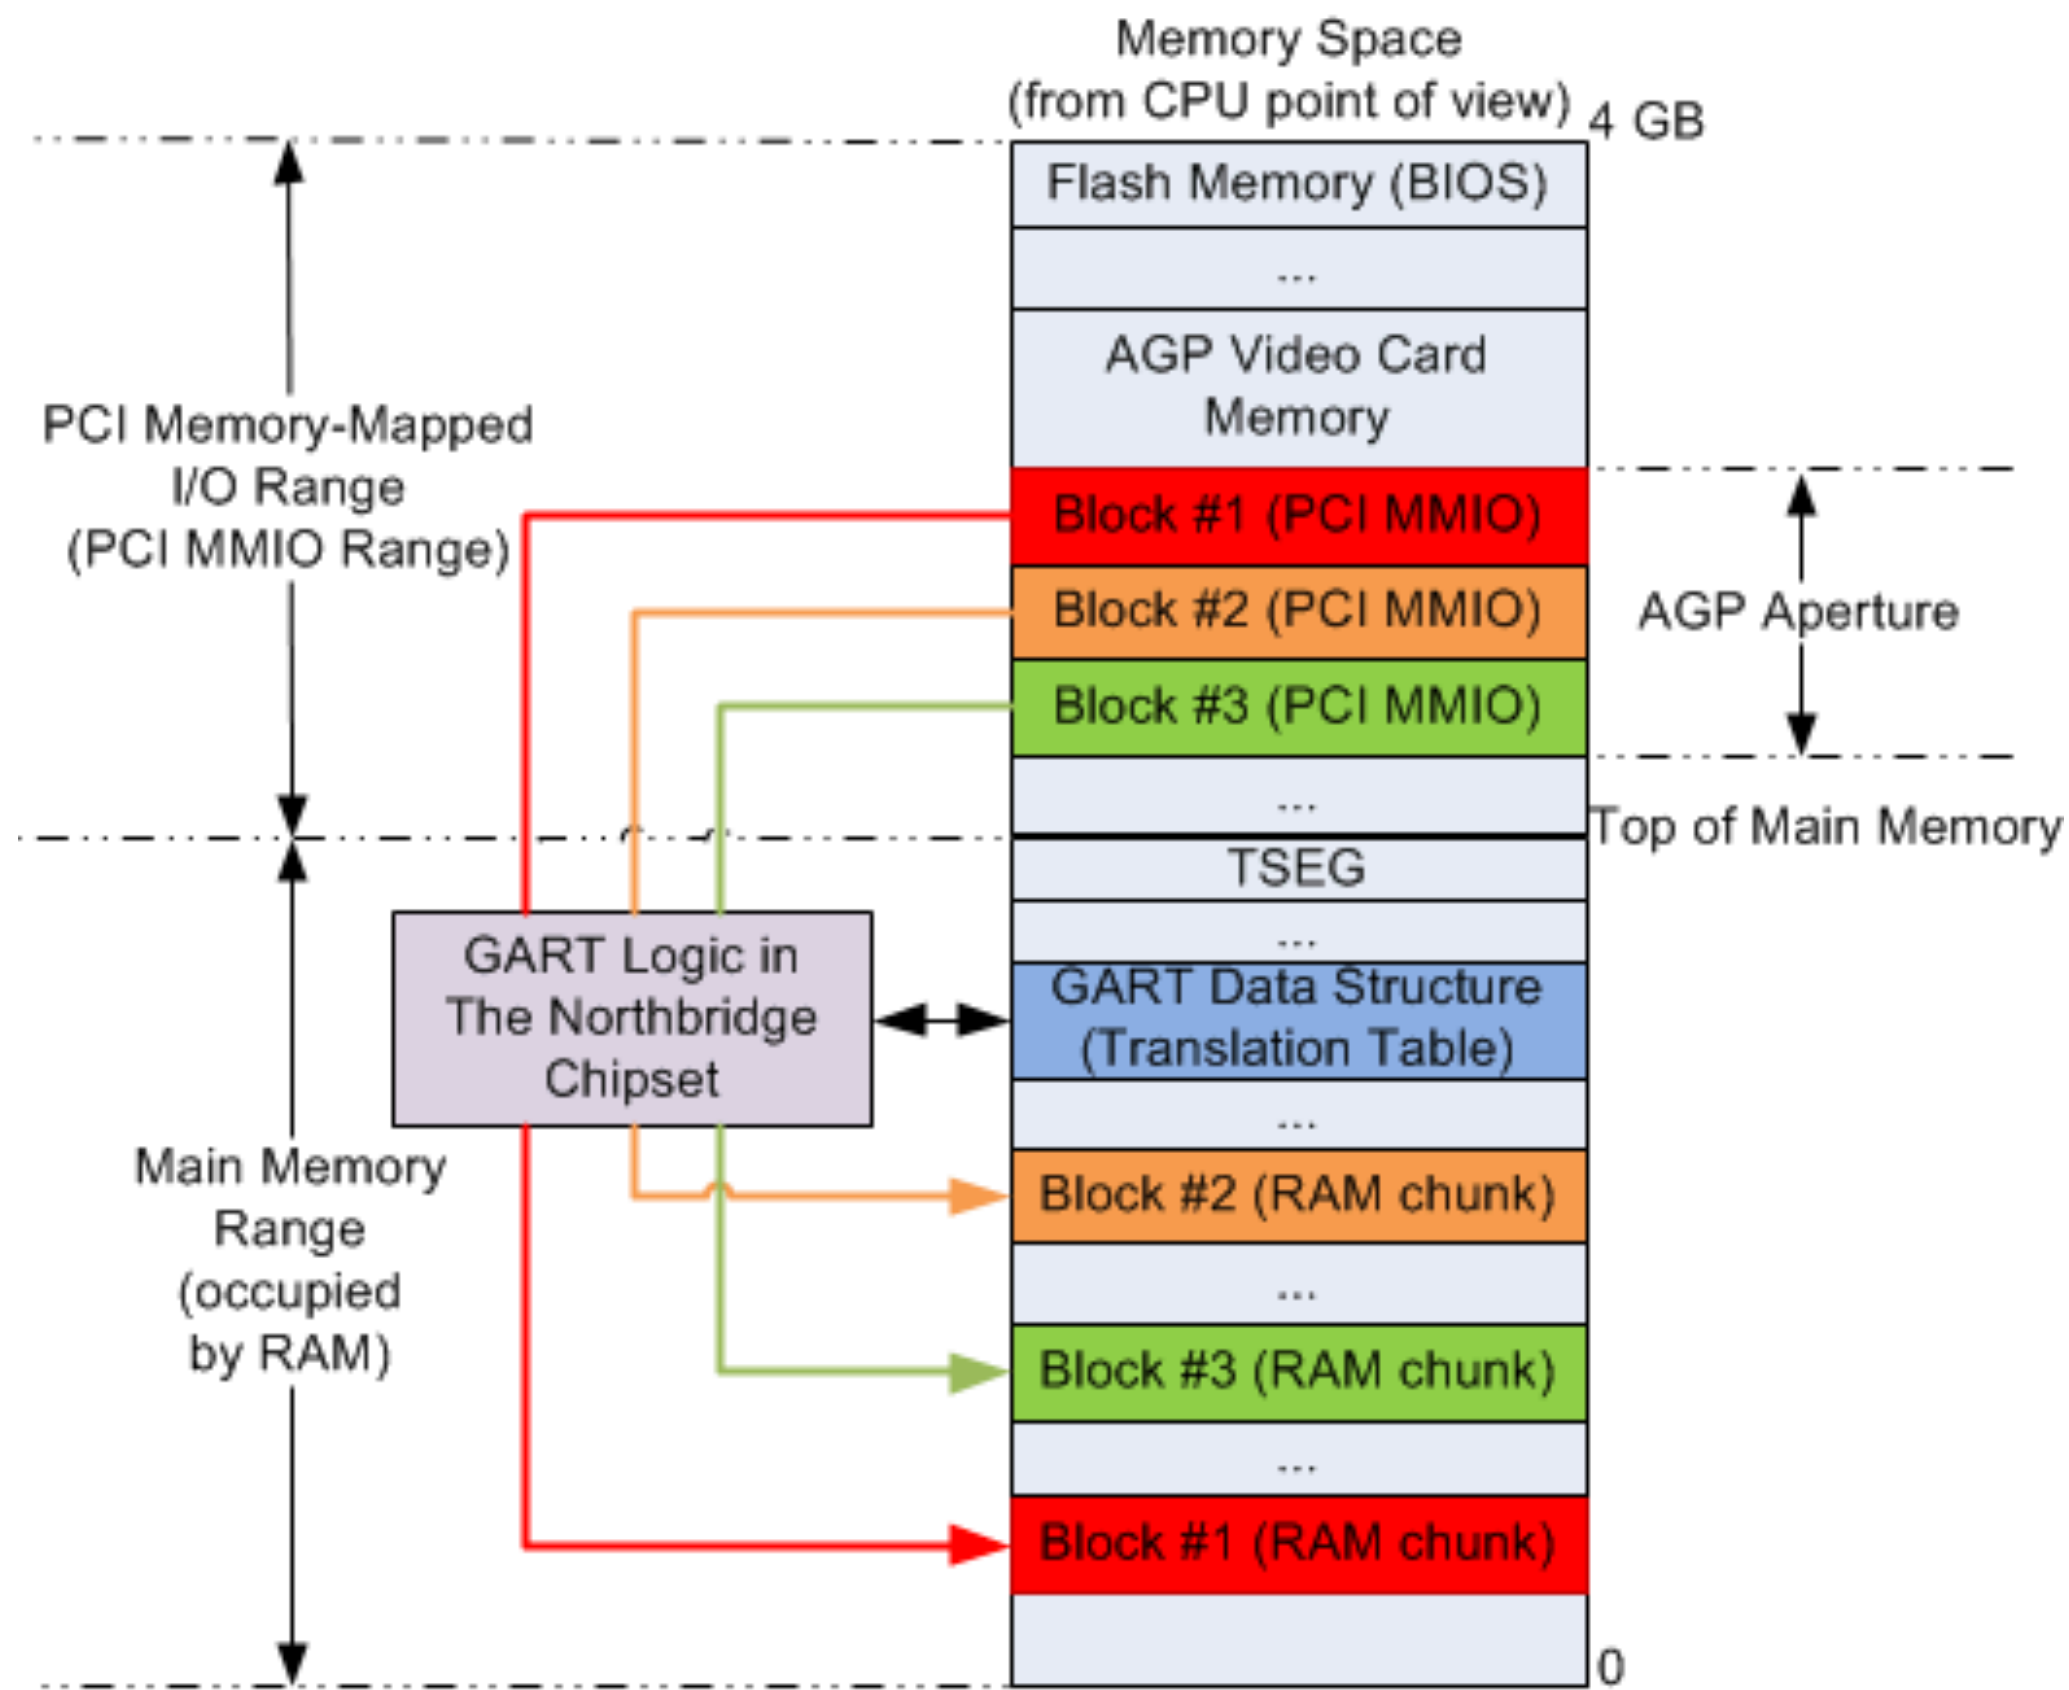 Memory Space
(from CPU point of view)
4 GB
Flash Memory (BIOS)
...
AGP Video Card
Memory
PCI Memory-Mapped
I/O Range
(PCI MMIO Range)
Block #1 (PCI MMIO)
Block #2 (PCI MMIO)
Block #3 (PCI MMIO)
AGP Aperture
...
Top of Main Memory
TSEG
...
GART Logic in
The Northbridge
Chipset
GART Data Structure
(Translation Table)
...
Main Memory
Range
(occupied
by RAM)
Block #2 (RAM chunk)
...
Block #3 (RAM chunk)
...
Block #1 (RAM chunk)
0